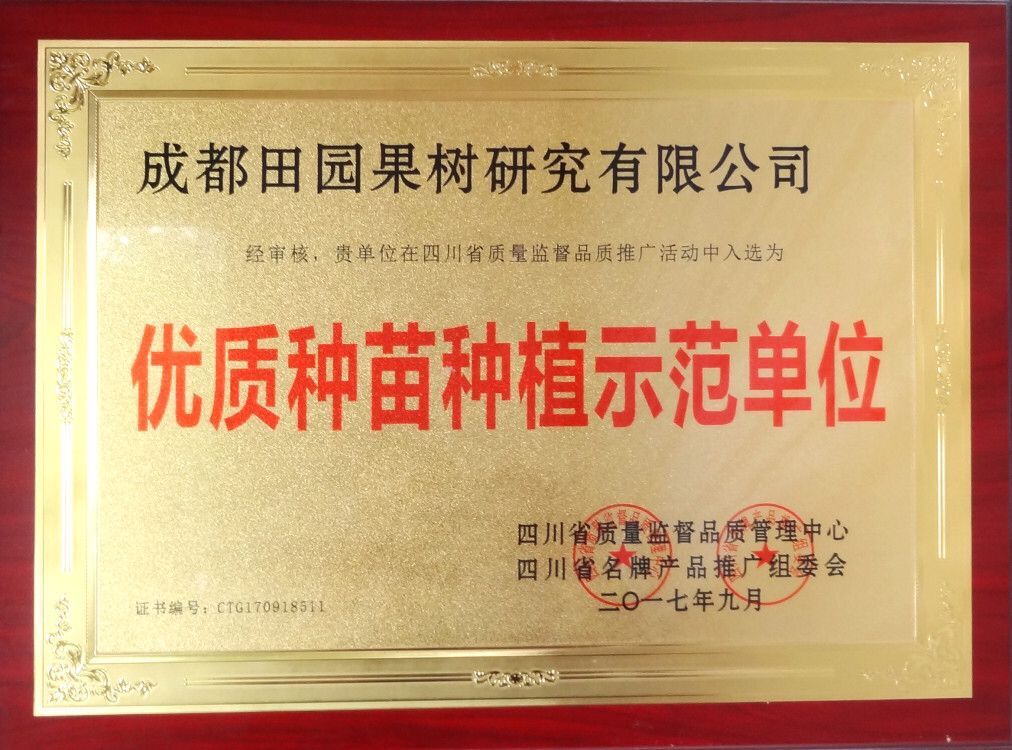 成都田园果树研究有限公司
经审核，贵单位在四川省质量监督品质推广活动中入选为
优质种苗种植示范单位
四川省质量监督品质管理中心
四川省名牌产品推广组委会
二〇一七年九月
证书编号：CTG170918511